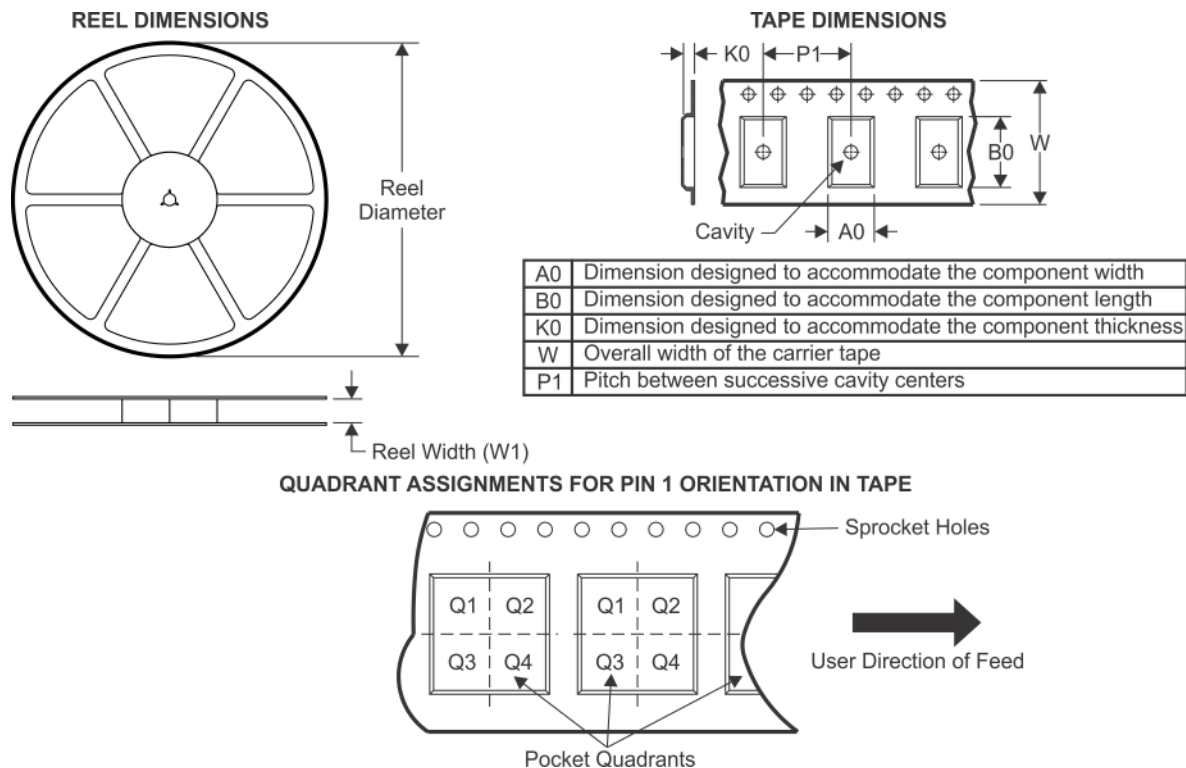 REEL DIMENSIONS
Reel
Diameter
Reel Width (W1)
TAPE DIMENSIONS
K0
P1
B0
W
Cavity
A0
A0 Dimension designed to accommodate the component width
B0 Dimension designed to accommodate the component length
K0 Dimension designed to accommodate the component thickness
W Overall width of the carrier tape
P1 Pitch between successive cavity centers
QUADRANT ASSIGNMENTS FOR PIN 1 ORIENTATION IN TAPE
Sprocket Holes
Q1 Q2 Q1 Q2
Q3 Q4 Q3 Q4
User Direction of Feed
Pocket Quadrants